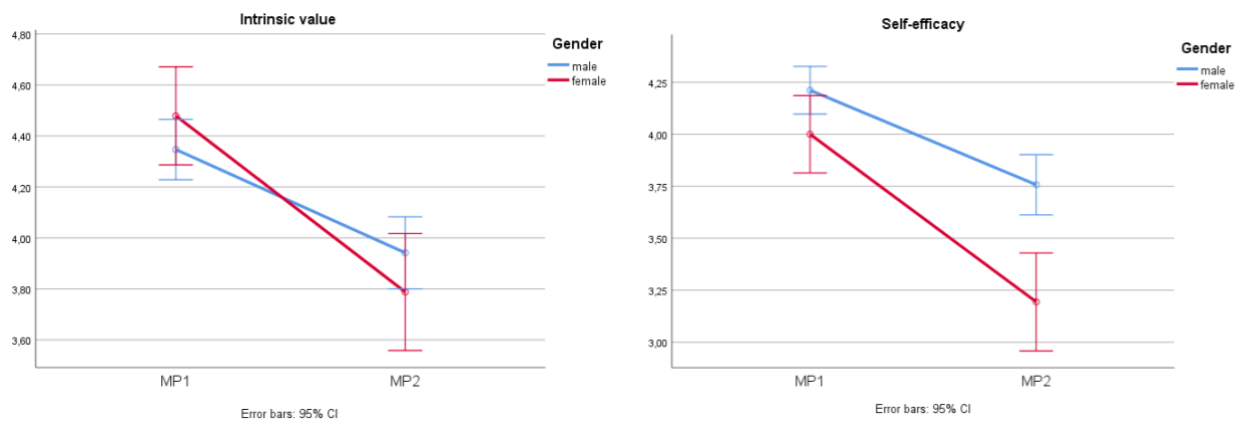 Intrinsic value
4,80
4,60
4,40
4,20
4,00
3,80
3,60
MP1
MP2
Error bars: 95% CI
Gender
male
female
Self-efficacy
4,25
4,00
3,75
3,50
3,25
3,00
MP1
MP2
Error bars: 95% CI
Gender
male
female